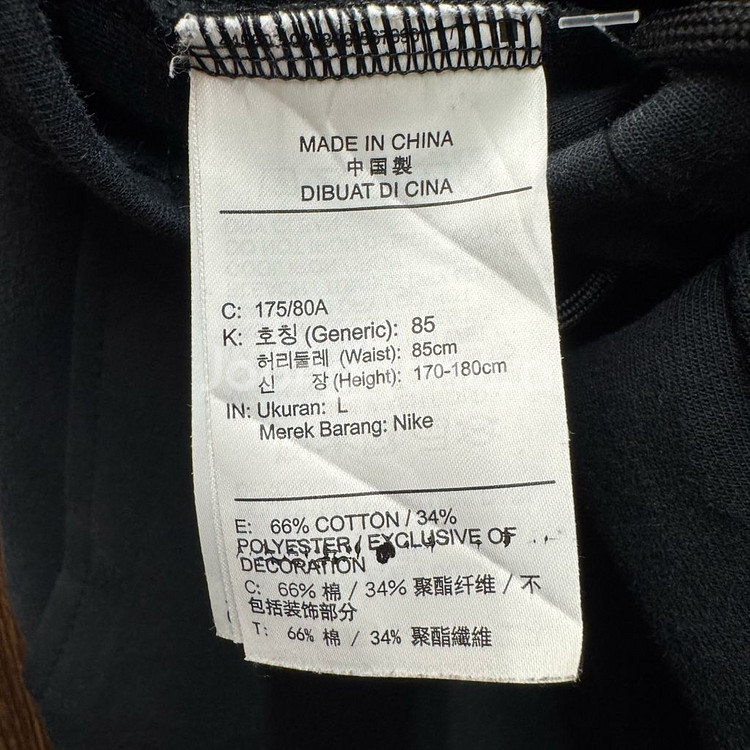 MADE IN CHINA
中国製
DIBUAT DI CINA
C: 175/80A
K: 호칭 (Generic): 85
허리둘레 (Waist): 85cm
신 장 (Height): 170-180cm
IN: Ukuran: L
Merek Barang: Nike
E: 66% COTTON / 34%
POLYESTER / EXCLUSIVE OF
DECORATION
C: 66% 棉 / 34% 聚酯纤维 / 不
包括装饰部分
T: 66% 棉 / 34% 聚酯纖維